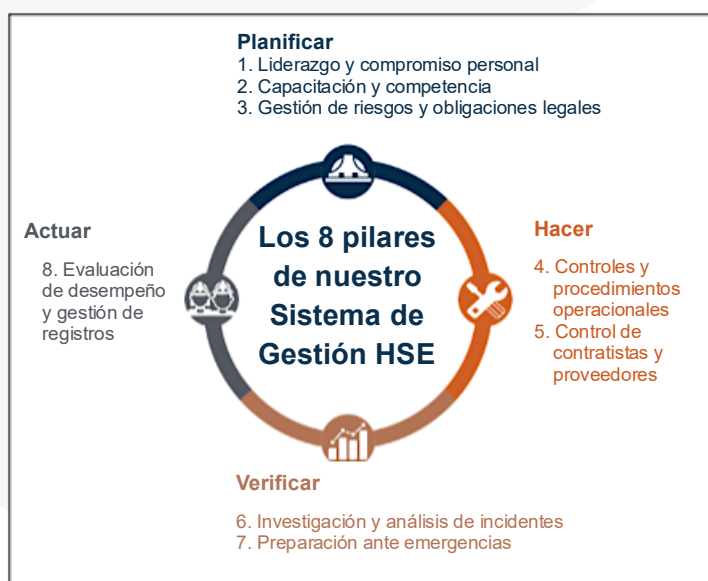 Planificar
1. Liderazgo y compromiso personal
2. Capacitación y competencia
3. Gestión de riesgos y obligaciones legales
Actuar
8. Evaluación
de desempeño
y gestión de
registros
Los 8 pilares
de nuestro
Sistema de
Gestión HSE
Hacer
4. Controles y
procedimientos
operacionales
5. Control de
contratistas y
proveedores
Verificar
6. Investigación y análisis de incidentes
7. Preparación ante emergencias